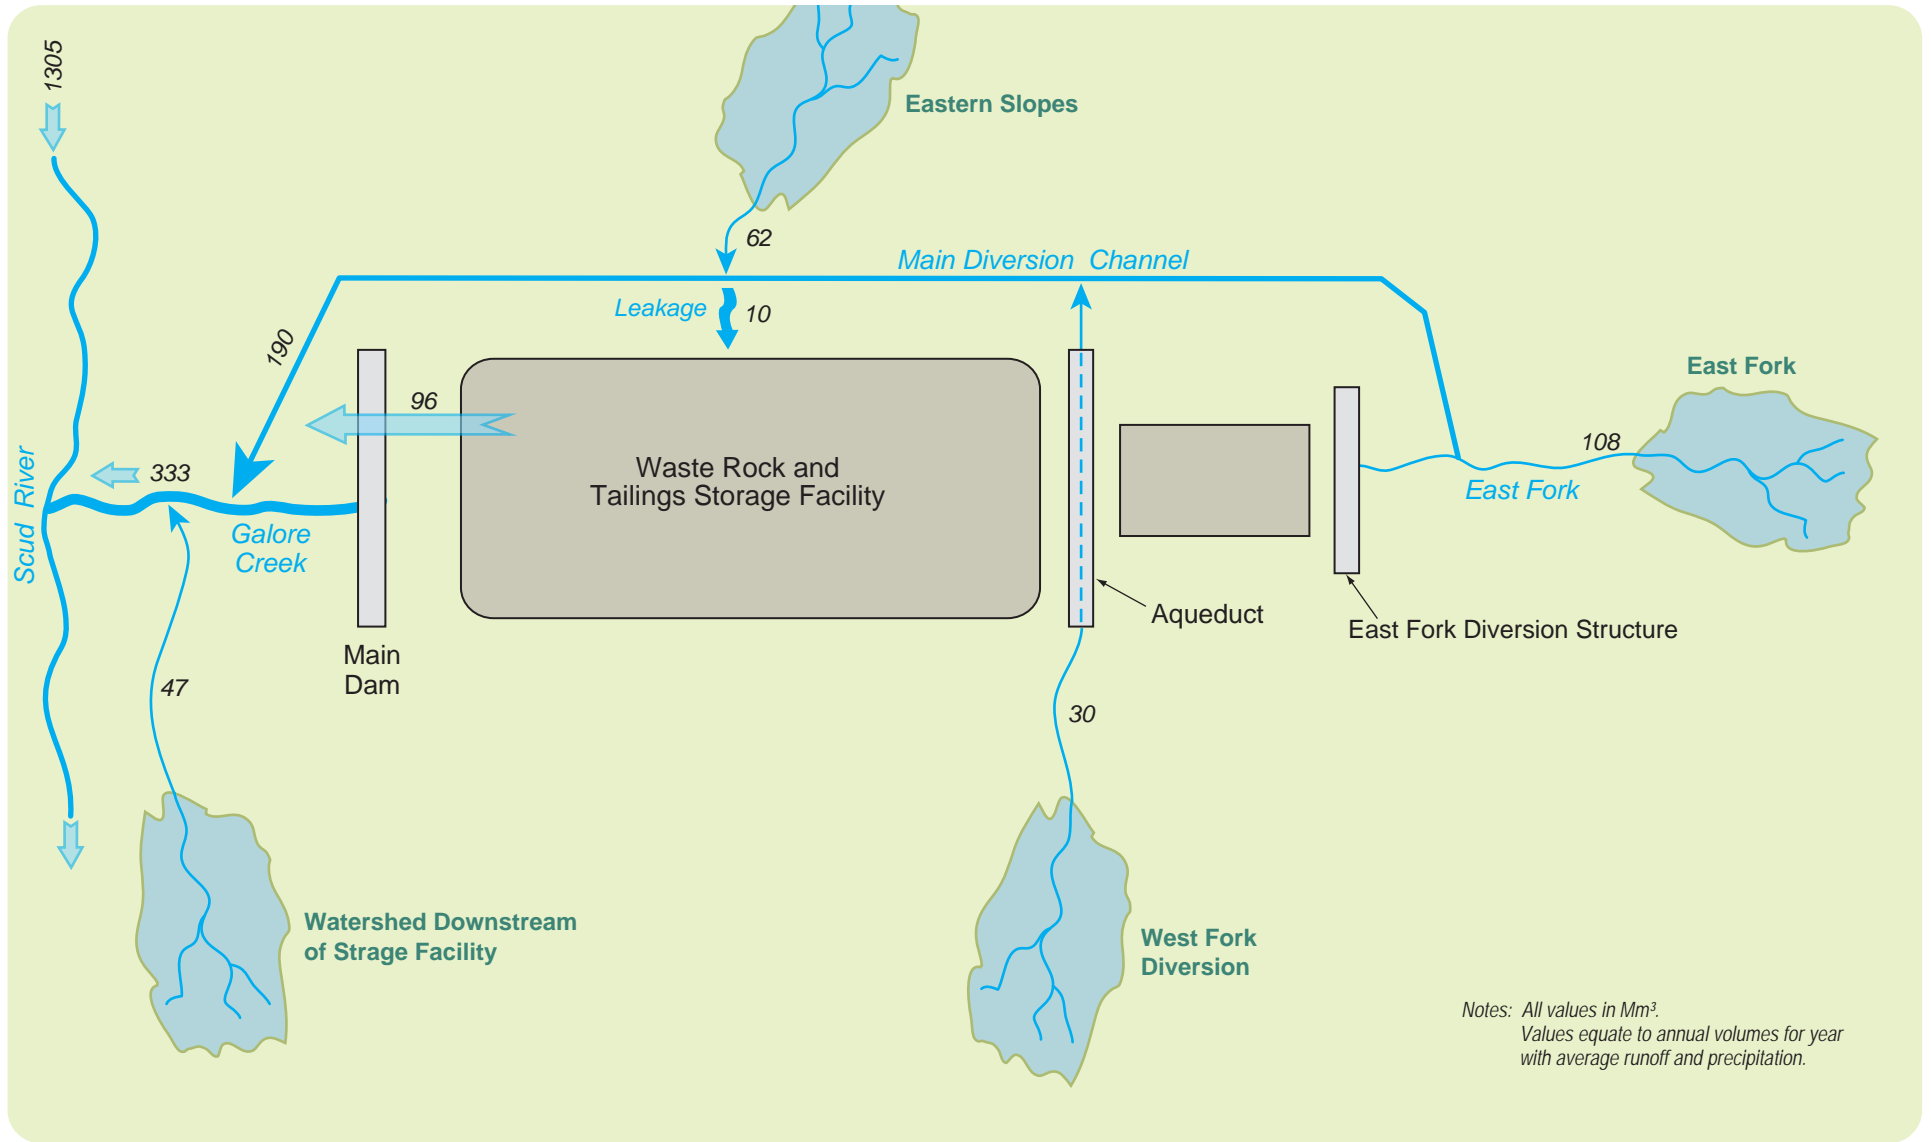 1305
Eastern Slopes
62
Main Diversion Channel
Leakage
10
190
96
East Fork
108
East Fork
333
Scud River
Galore
Creek
Waste Rock and
Tailings Storage Facility
Aqueduct
East Fork Diversion Structure
Main
Dam
47
30
Watershed Downstream
of Strage Facility
West Fork
Diversion
Notes: All values in Mm³.
Values equate to annual volumes for year
with average runoff and precipitation.